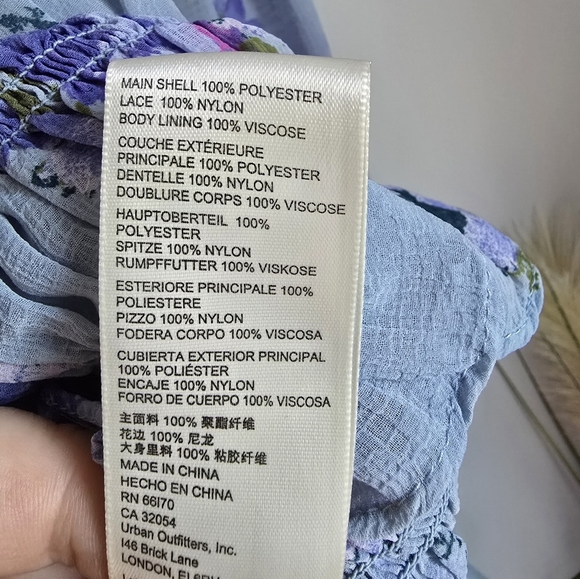 MAIN SHELL 100% POLYESTER
LACE 100% NYLON
BODY LINING 100% VISCOSE
COUCHE EXTÉRIEURE
PRINCIPALE 100% POLYESTER
DENTELLE 100% NYLON
DOUBLURE CORPS 100% VISCOSE
HAUPTOBERTEIL 100%
POLYESTER
SPITZE 100% NYLON
RUMPFFUTTER 100% VISKOSE
ESTERIORE PRINCIPALE 100%
POLIESTERE
PIZZO 100% NYLON
FODERA CORPO 100% VISCOSA
CUBIERTA EXTERIOR PRINCIPAL
100% POLIÉSTER
ENCAJE 100% NYLON
FORRO DE CUERPO 100% VISCOSA
主面料 100% 聚酯纤维
花边 100% 尼龙
大身里料 100% 粘胶纤维
MADE IN CHINA
HECHO EN CHINA
RN 66170
CA 32054
Urban Outfitters, Inc.
146 Brick Lane
LONDON,